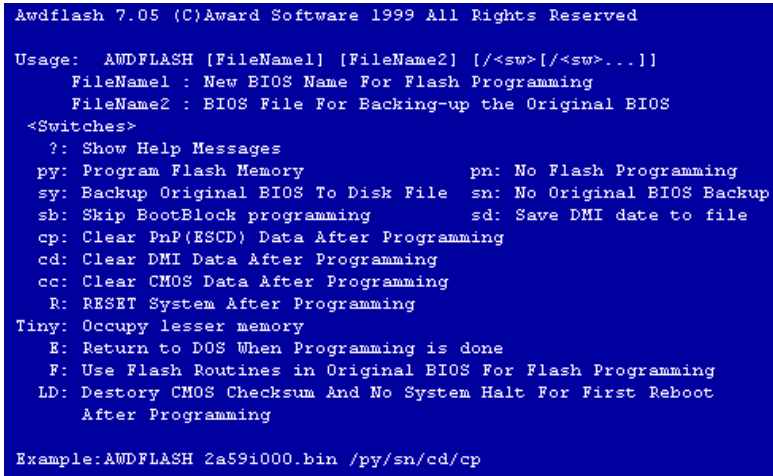 Awdflash 7.05 (C)Award Software 1999 All Rights Reserved
Usage: AWDFLASH [FileName1] [FileName2] [/<sw>[/<sw>...]]
FileName1 : New BIOS Name For Flash Programming
FileName2 : BIOS File For Backing-up the Original BIOS
<Switches>
?: Show Help Messages
py: Program Flash Memory pn: No Flash Programming
sy: Backup Original BIOS To Disk File sn: No Original BIOS Backup
sb: Skip BootBlock programming sd: Save DMI date to file
cp: Clear PnP(ESCD) Data After Programming
cd: Clear DMI Data After Programming
cc: Clear CMOS Data After Programming
R: RESET System After Programming
Tiny: Occupy lesser memory
E: Return to DOS When Programming is done
F: Use Flash Routines in Original BIOS For Flash Programming
LD: Destory CMOS Checksum And No System Halt For First Reboot
After Programming
Example:AWDFLASH 2a59i000.bin /py/sn/cd/cp